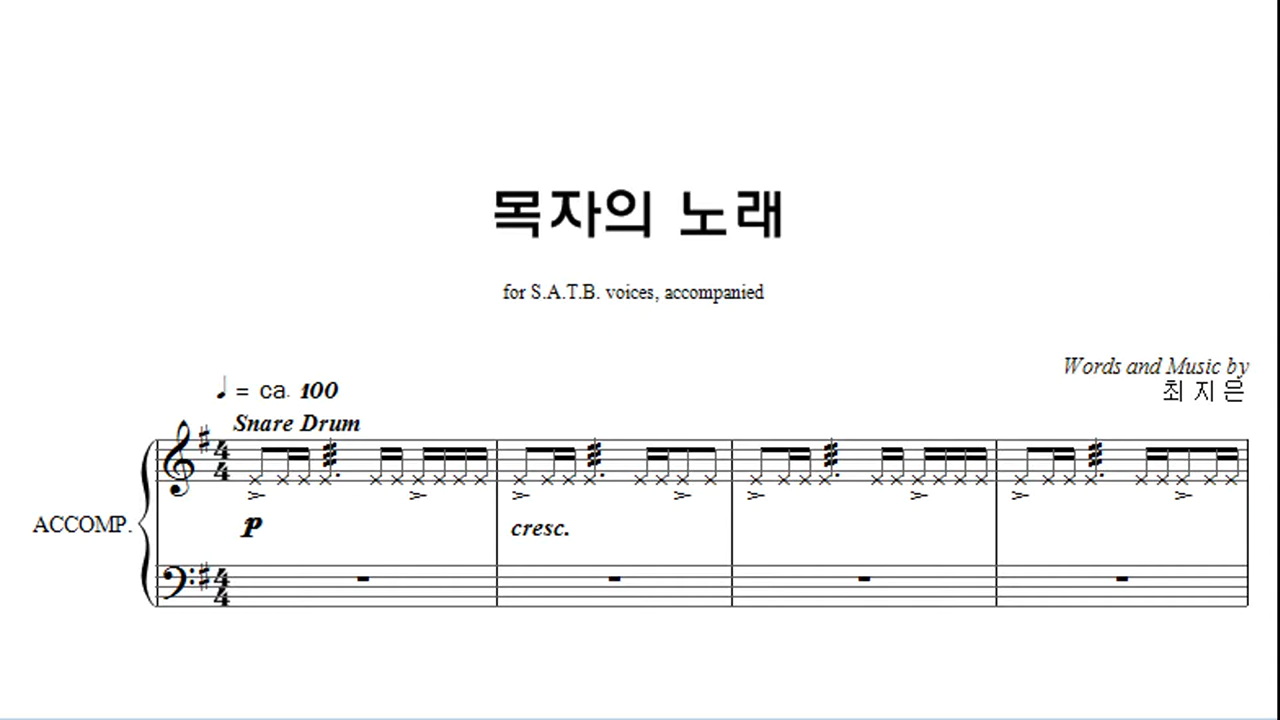 목자의 노래
for S.A.T.B. voices, accompanied
Words and Music by
최 지 은
♩ = ca. 100
Snare Drum
ACCOMP.
p
cresc.